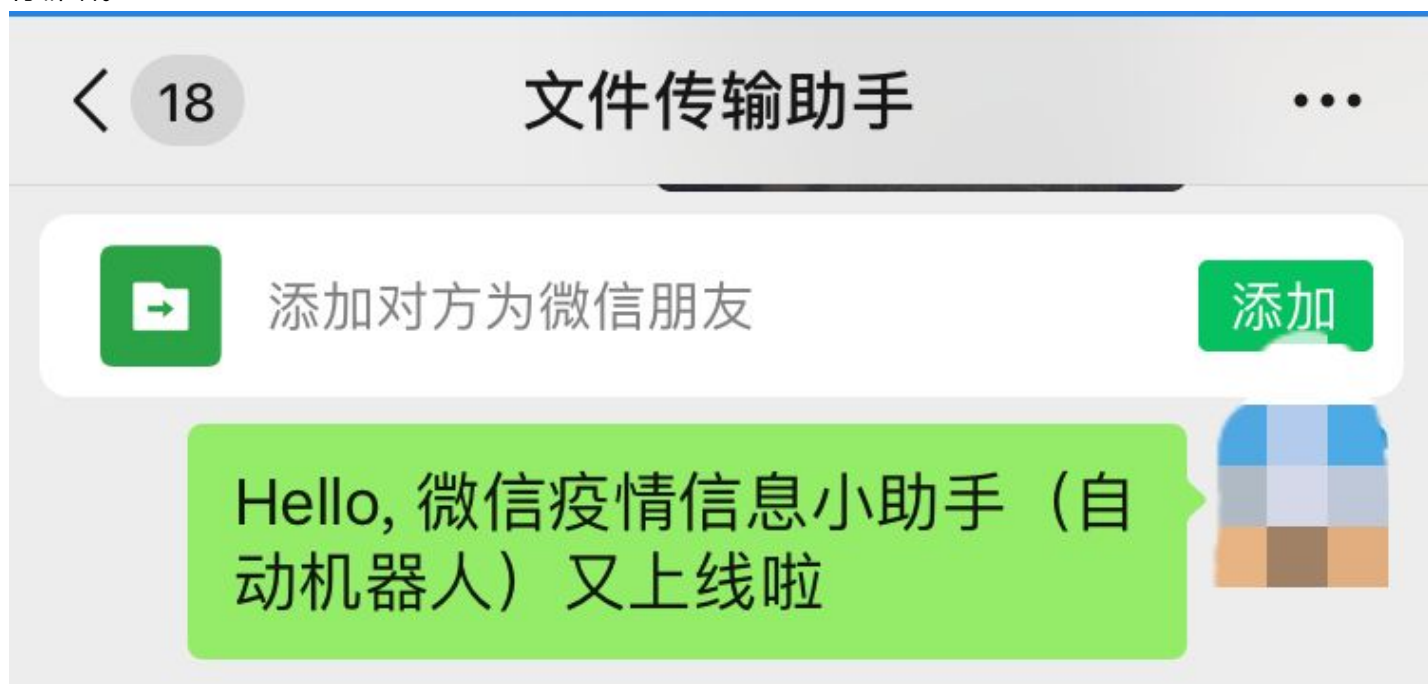 18
文件传输助手
添加对方为微信朋友
添加
Hello, 微信疫情信息小助手（自
动机器人）又上线啦